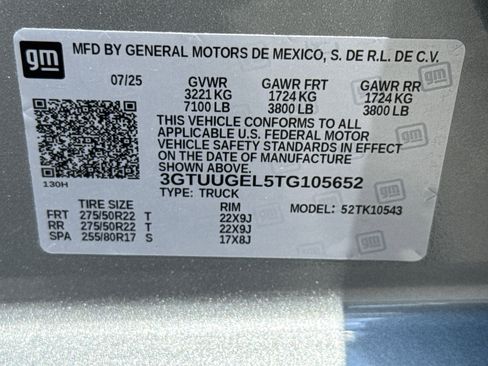 gm
MFD BY GENERAL MOTORS DE MEXICO, S. DE R.L. DE C.V.
07/25 GVWR GAWR FRT GAWR RR
3221 KG 1724 KG 1724 KG
7100 LB 3800 LB 3800 LB
THIS VEHICLE CONFORMS TO ALL
APPLICABLE U.S. FEDERAL MOTOR
VEHICLE SAFETY STANDARDS IN EFFECT
ON THE DATE OF MANUFACTURE
SHOWN ABOVE.
130H 3GTUUGEL5TG105652
TYPE: TRUCK
TIRE SIZE RIM MODEL: 52TK10543
FRT 275/50R22 T 22X9J
RR 275/50R22 T 22X9J
SPA 255/80R17 S 17X8J
gm